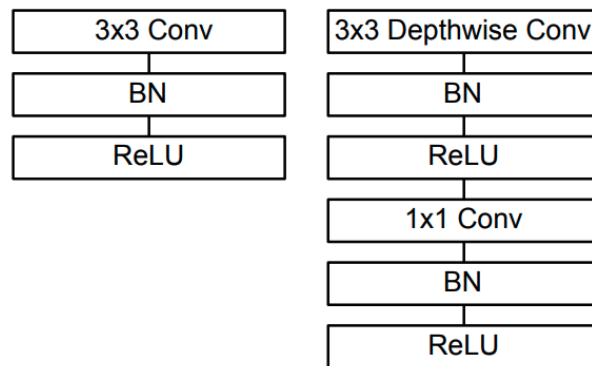 3x3 Conv
BN
ReLU
3x3 Depthwise Conv
BN
ReLU
1x1 Conv
BN
ReLU